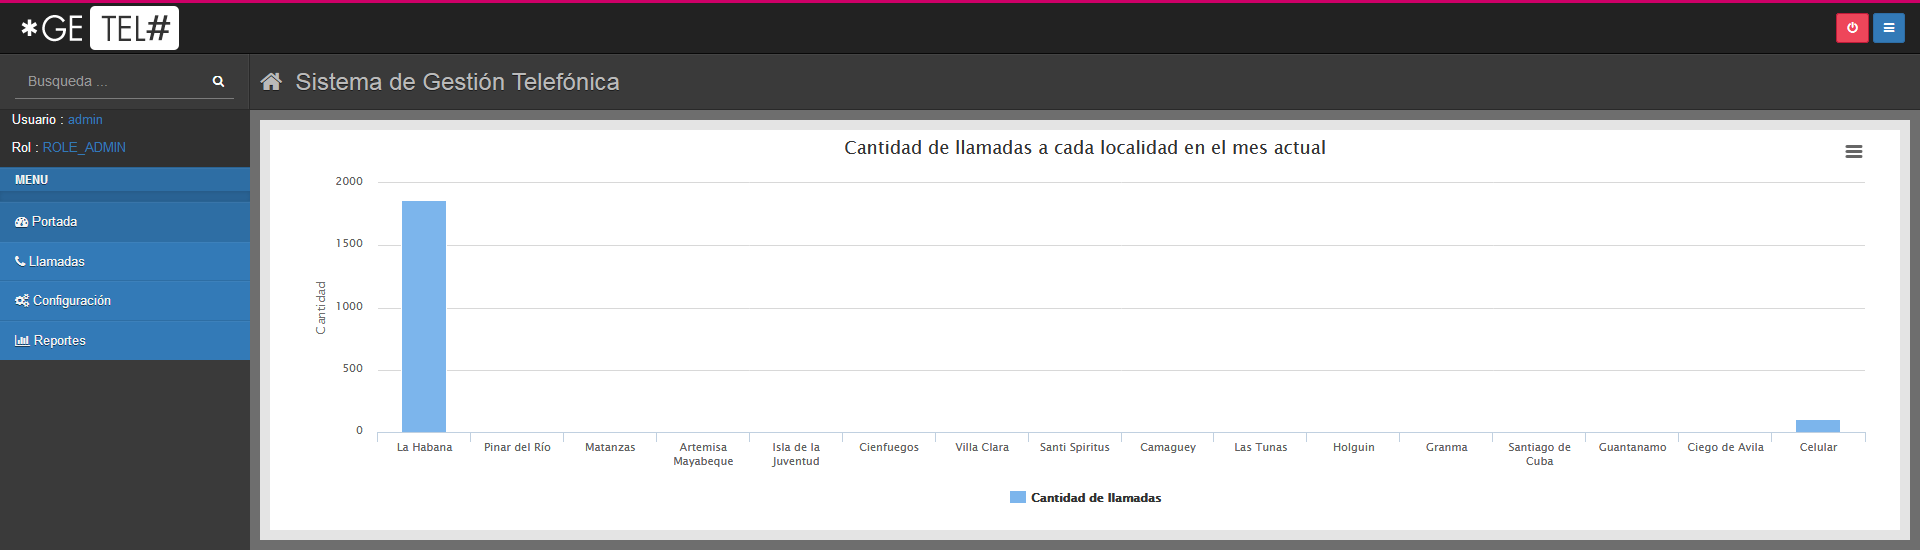 *GE TEL#
Busqueda ...
Sistema de Gestión Telefónica
Usuario : admin
Rol : ROLE_ADMIN
MENU
Portada
Llamadas
Configuración
Reportes
Cantidad de llamadas a cada localidad en el mes actual
Cantidad
2000
1500
1000
500
0
La Habana
Pinar del Río
Matanzas
Artemisa
Mayabeque
Isla de la
Juventud
Cienfuegos
Villa Clara
Santi Spiritus
Camaguey
Las Tunas
Holguin
Granma
Santiago de
Cuba
Guantanamo
Ciego de Avila
Celular
Cantidad de llamadas